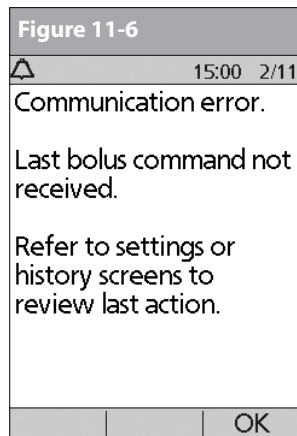 Figure 11-6
15:00 2/11
Communication error.
Last bolus command not
received.
Refer to settings or
history screens to
review last action.
OK